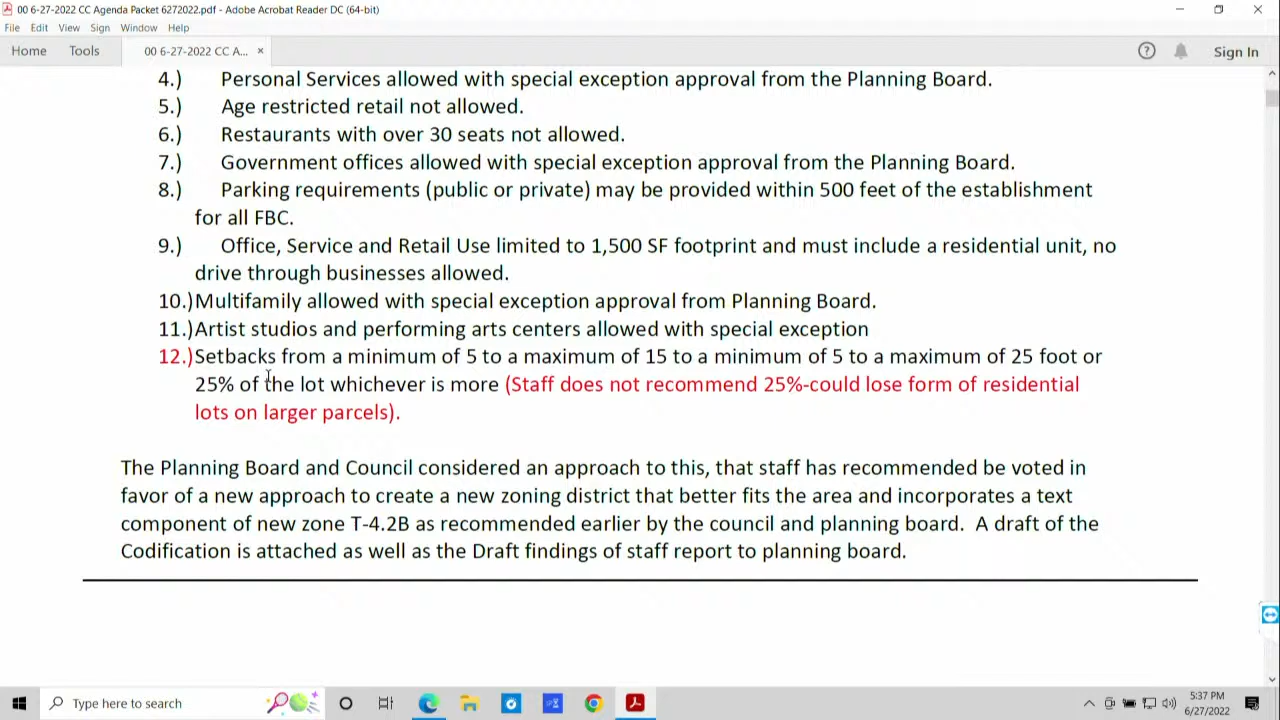 00 6-27-2022 CC Agenda Packet 6272022.pdf - Adobe Acrobat Reader DC (64-bit)
File Edit View Sign Window Help
Home Tools 00 6-27-2022 CC A... × Sign In
4.) Personal Services allowed with special exception approval from the Planning Board.
5.) Age restricted retail not allowed.
6.) Restaurants with over 30 seats not allowed.
7.) Government offices allowed with special exception approval from the Planning Board.
8.) Parking requirements (public or private) may be provided within 500 feet of the establishment
for all FBC.
9.) Office, Service and Retail Use limited to 1,500 SF footprint and must include a residential unit, no
drive through businesses allowed.
10.)Multifamily allowed with special exception approval from Planning Board.
11.)Artist studios and performing arts centers allowed with special exception
12.)Setbacks from a minimum of 5 to a maximum of 15 to a minimum of 5 to a maximum of 25 foot or
25% of the lot whichever is more (Staff does not recommend 25%-could lose form of residential
lots on larger parcels).
The Planning Board and Council considered an approach to this, that staff has recommended be voted in
favor of a new approach to create a new zoning district that better fits the area and incorporates a text
component of new zone T-4.2B as recommended earlier by the council and planning board. A draft of the
Codification is attached as well as the Draft findings of staff report to planning board.
Type here to search
5:37 PM
6/27/2022